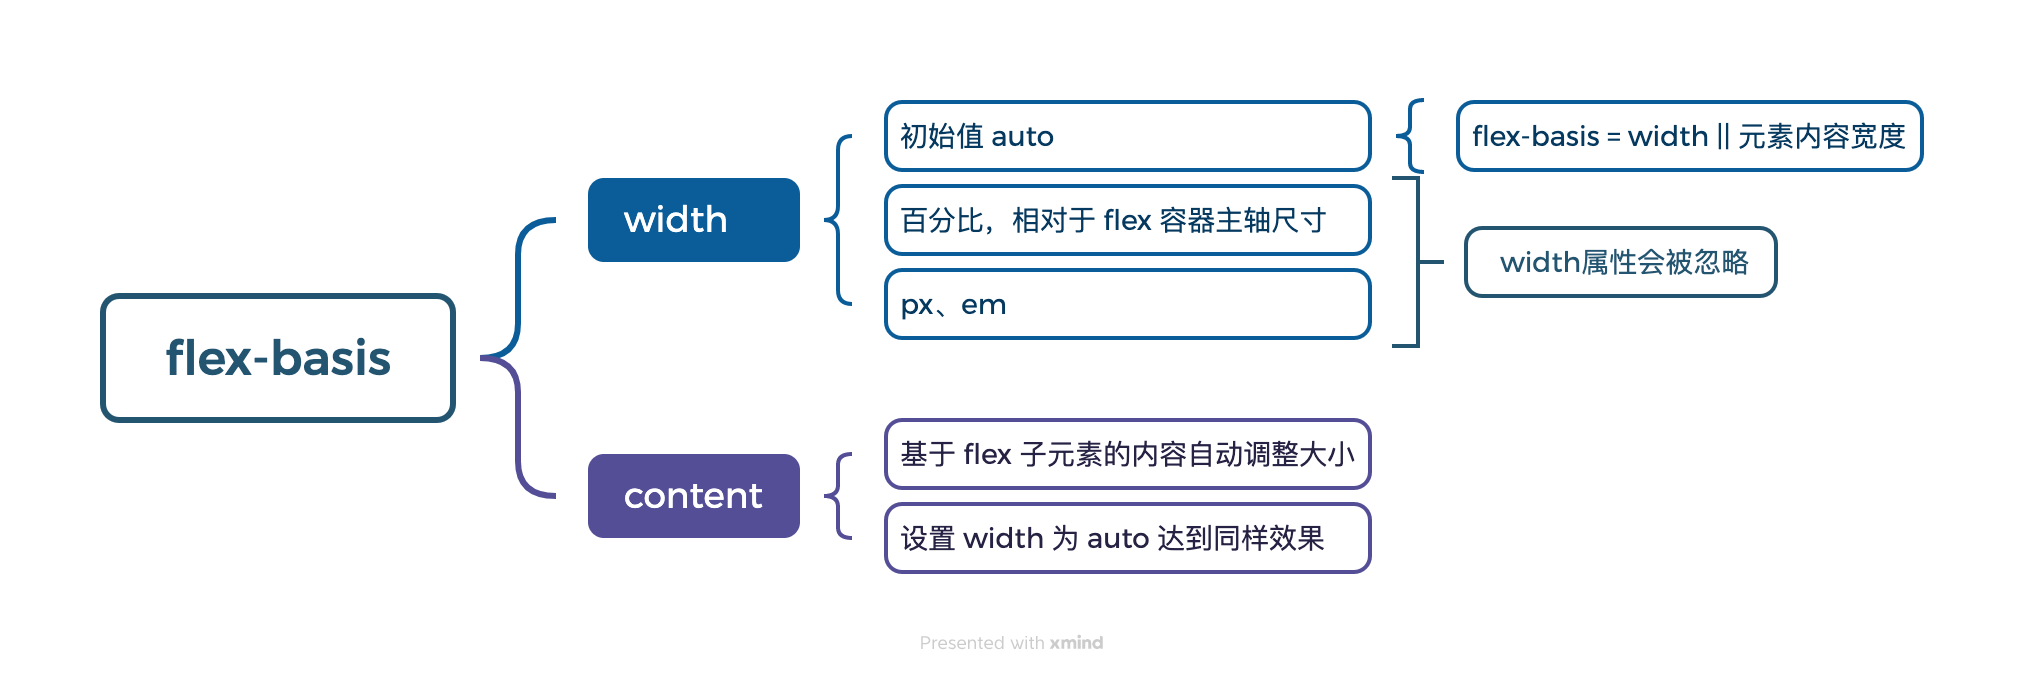 flex-basis
width
初始值 auto
flex-basis = width || 元素内容宽度
百分比，相对于 flex 容器主轴尺寸
px、em
width属性会被忽略
content
基于 flex 子元素的内容自动调整大小
设置 width 为 auto 达到同样效果
Presented with xmind